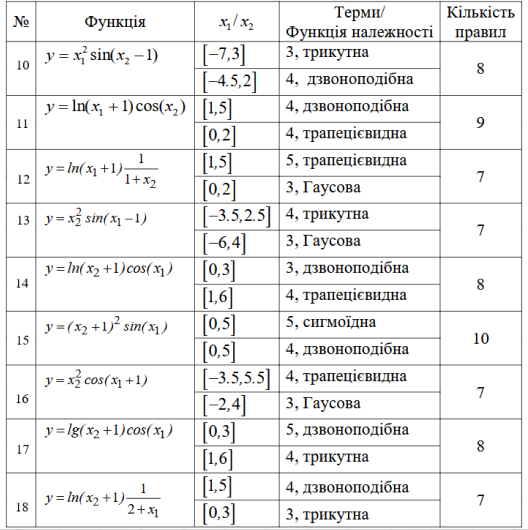 № Функція x₁/x₂ Терми/ Функція належності Кількість правил
10 y = x₁² sin(x₂ − 1) [−7,3] 3, трикутна 8
[−4.5,2] 4, дзвоноподібна
11 y = ln(x₁ + 1) cos(x₂) [1,5] 4, дзвоноподібна 9
[0,2] 4, трапецієвидна
12 y = ln(x₁ + 1) 1/(1 + x₂) [1,5] 5, трапецієвидна 7
[0,2] 3, Гаусова
13 y = x₂² sin(x₁ − 1) [−3.5,2.5] 4, трикутна 7
[−6,4] 3, Гаусова
14 y = ln(x₂ + 1) cos(x₁) [0,3] 3, дзвоноподібна 8
[1,6] 4, трапецієвидна
15 y = (x₂ + 1)² sin(x₁) [0,5] 5, сигмоїдна 10
[0,5] 4, дзвоноподібна
16 y = x₂² cos(x₁ + 1) [−3.5,5.5] 4, трапецієвидна 7
[−2,4] 3, Гаусова
17 y = lg(x₂ + 1) cos(x₁) [0,3] 5, дзвоноподібна 8
[1,6] 4, трикутна
18 y = ln(x₂ + 1) 1/(2 + x₁) [1,5] 4, дзвоноподібна 7
[0,3] 3, трикутна